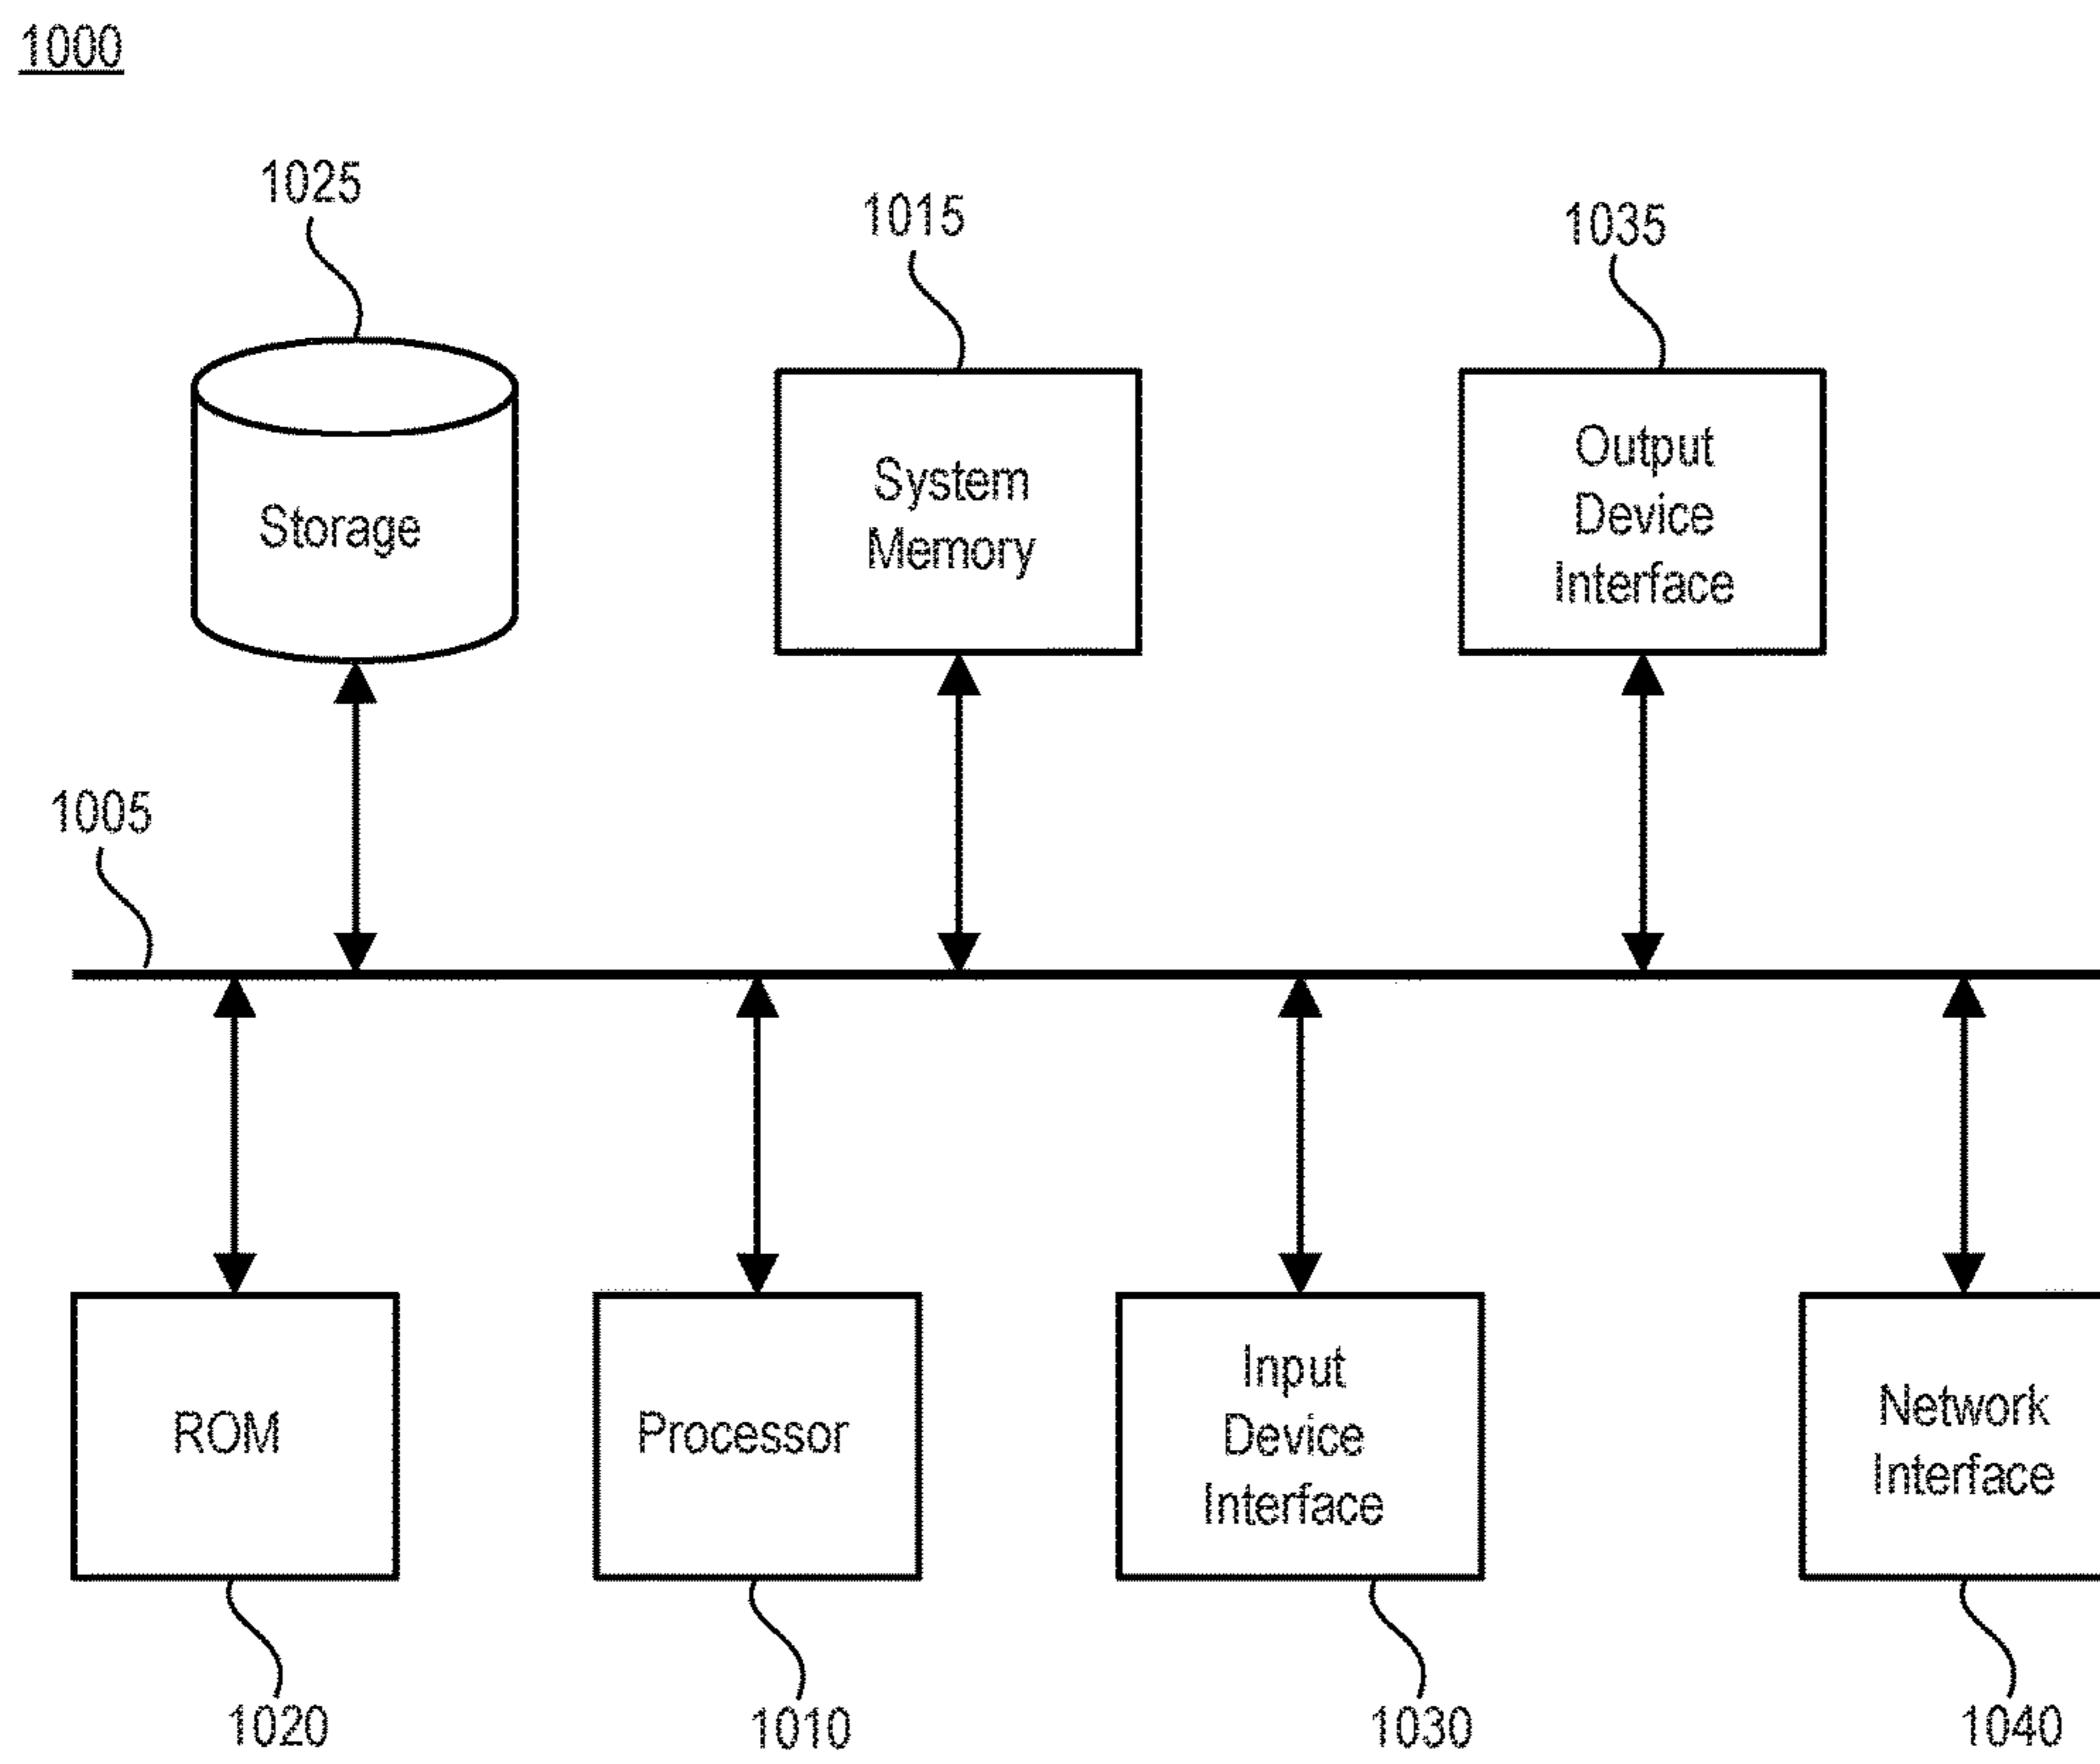 1000
1025
1015
1035
Storage
System
Memory
Output
Device
Interface
1005
ROM
Processor
Input
Device
Interface
Network
Interface
1020
1010
1030
1040